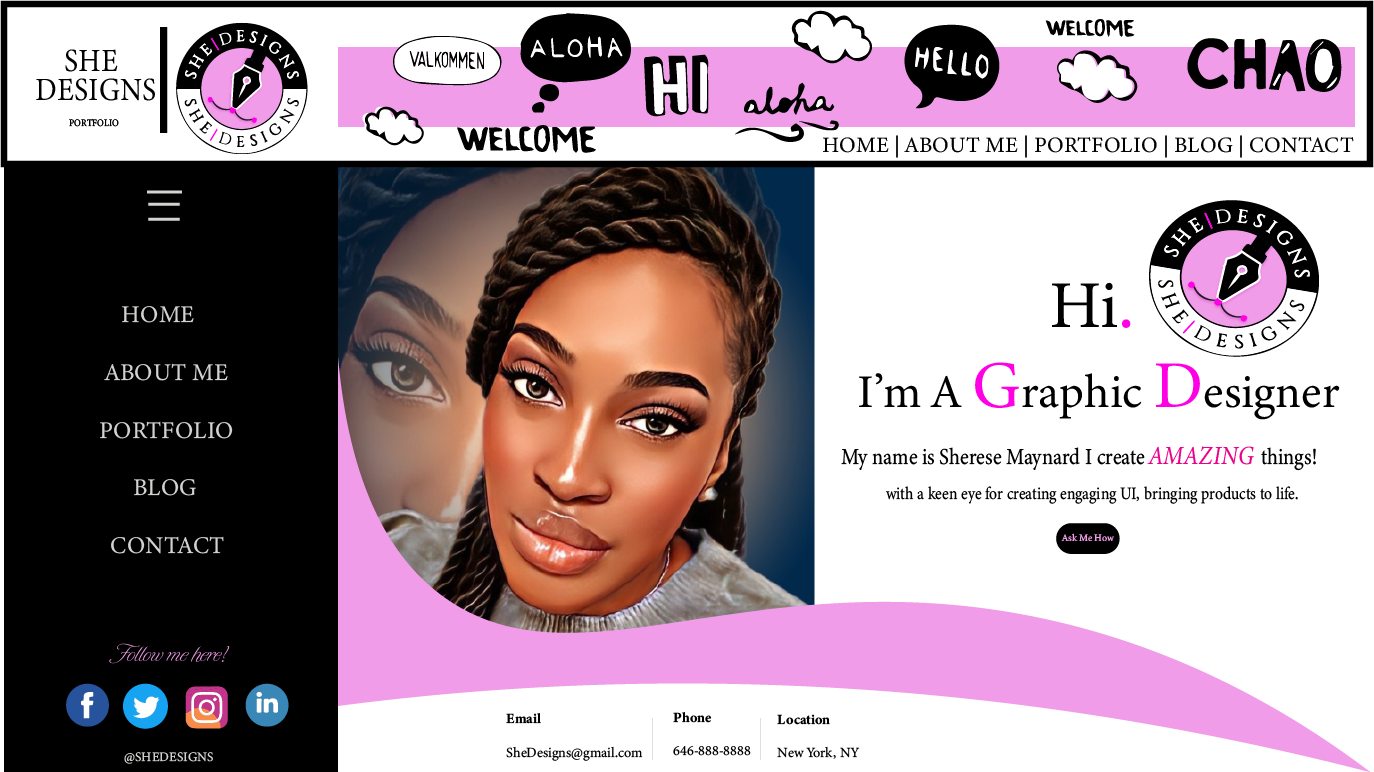 SHE
DESIGNS
PORTFOLIO
SHE|DESIGNS
SHE|DESIGNS
VALKOMMEN
ALOHA
WELCOME
HI
aloha
HELLO
WELCOME
CHAO
HOME | ABOUT ME | PORTFOLIO | BLOG | CONTACT
HOME
ABOUT ME
PORTFOLIO
BLOG
CONTACT
Follow me here!
f
in
@SHEDESIGNS
SHE|DESIGNS
SHE|DESIGNS
Hi.
I’m A Graphic Designer
My name is Sherese Maynard I create AMAZING things!
with a keen eye for creating engaging UI, bringing products to life.
Ask Me How
Email
SheDesigns@gmail.com
Phone
646-888-8888
Location
New York, NY